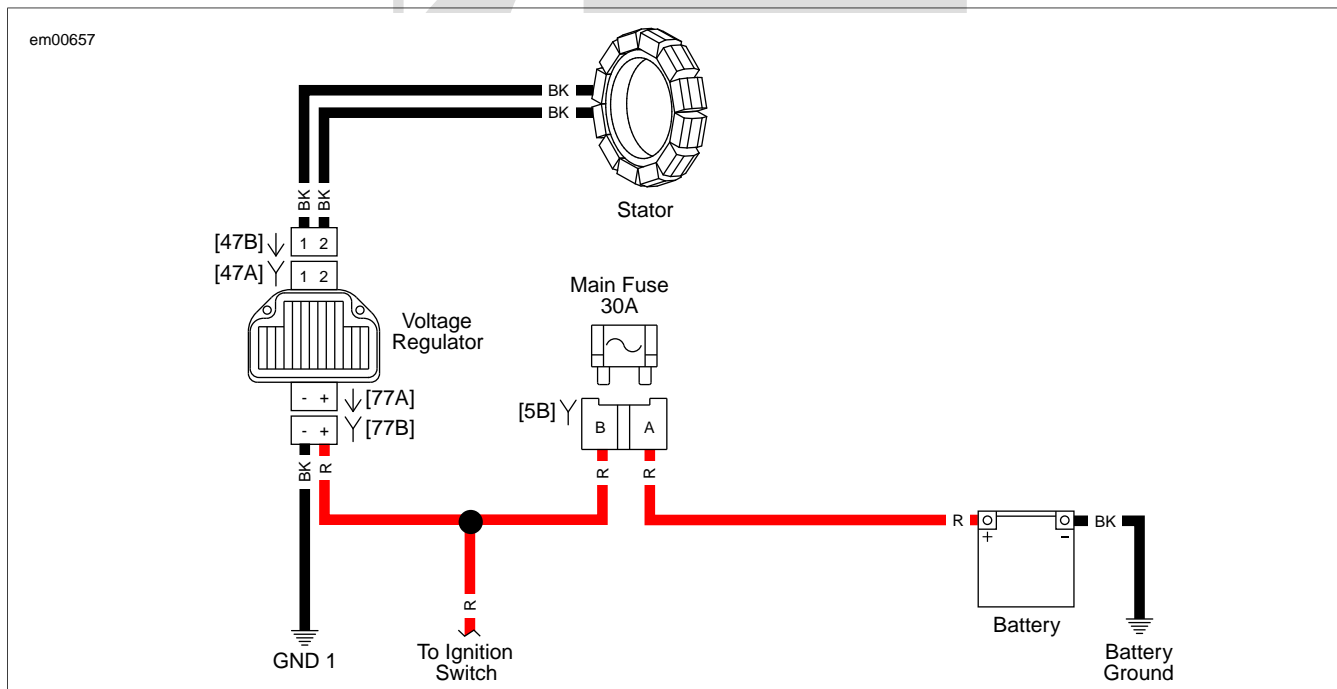 em00657
BK
BK
Stator
BK
BK
[47B]
1 2
[47A]
1 2
Voltage
Regulator
Main Fuse
30A
- +
[77A]
- +
[77B]
[5B]
B
A
BK
R
R
R
R
R
+
-
BK
Battery
GND 1
To Ignition
Switch
Battery
Ground